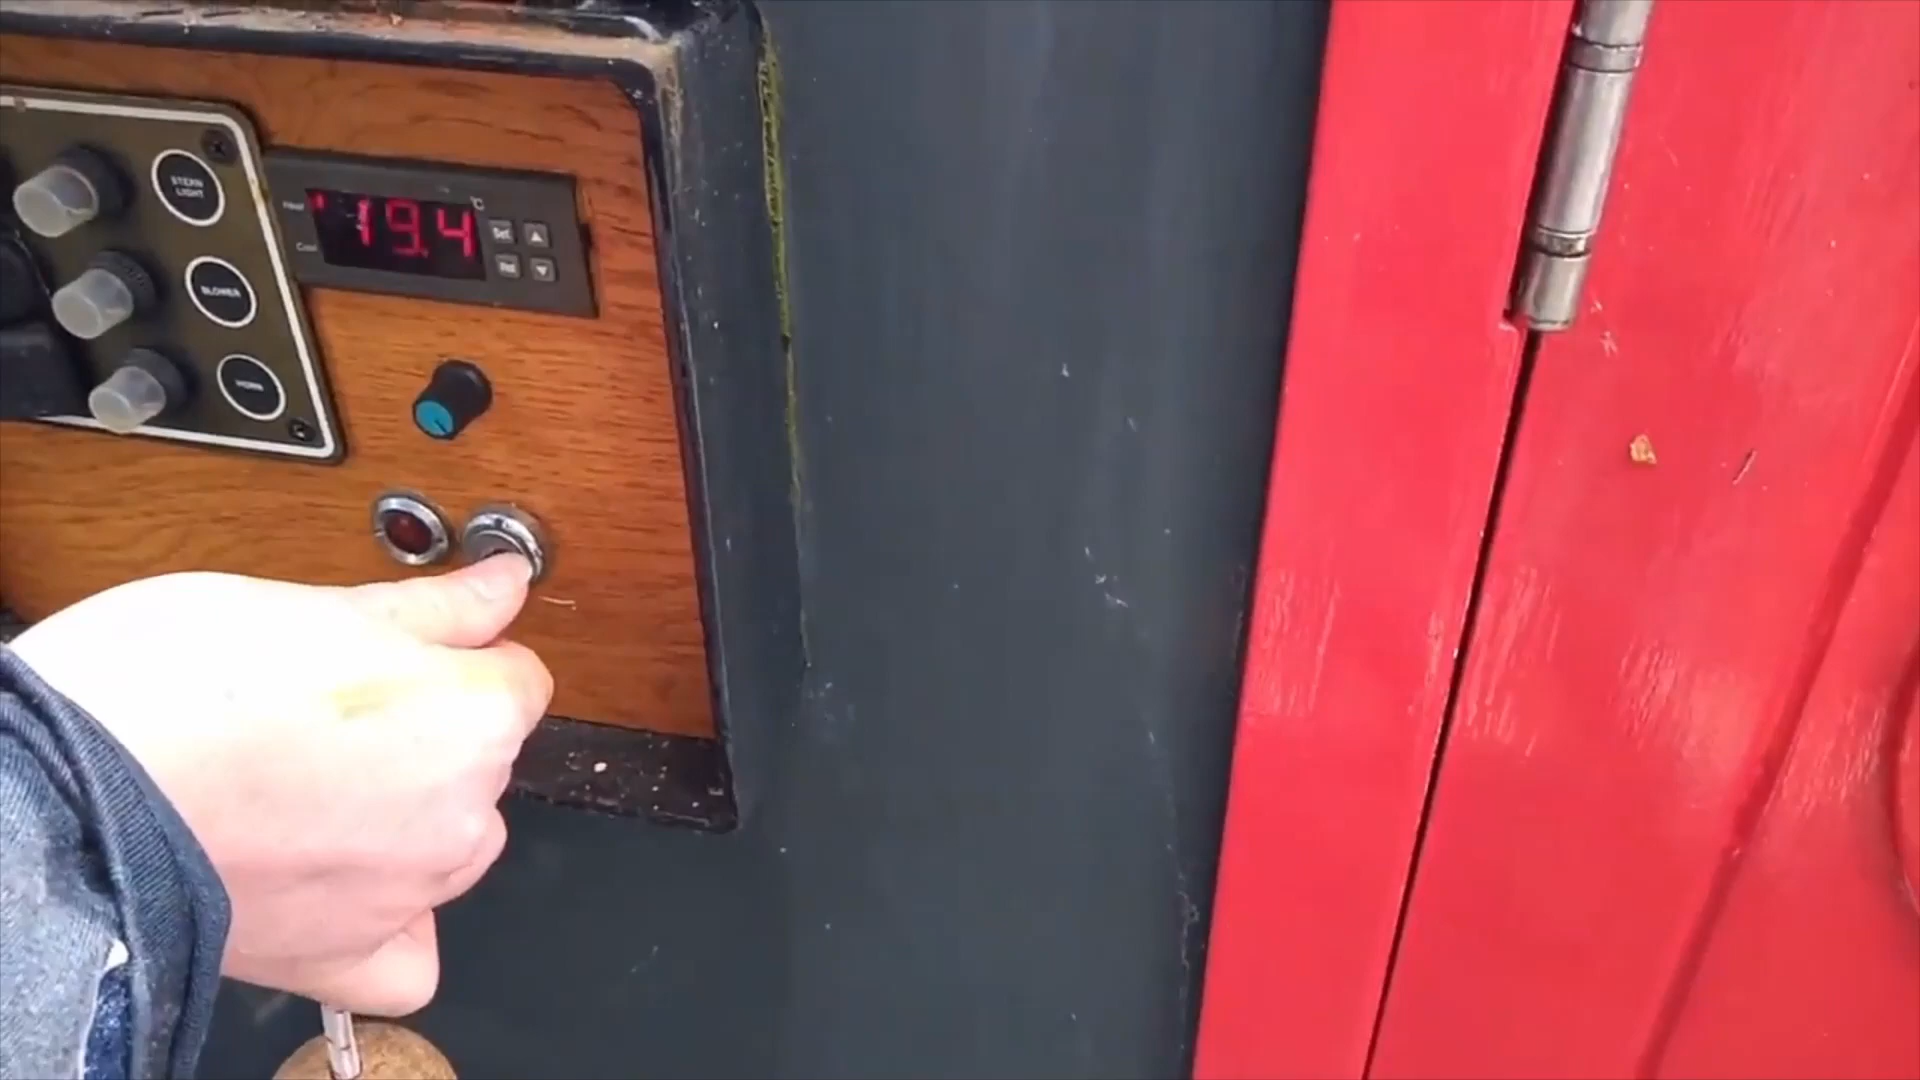 STERN
LIGHT
BLOWER
HORN
Heat
Cool
19.4
°C
Set
Rst